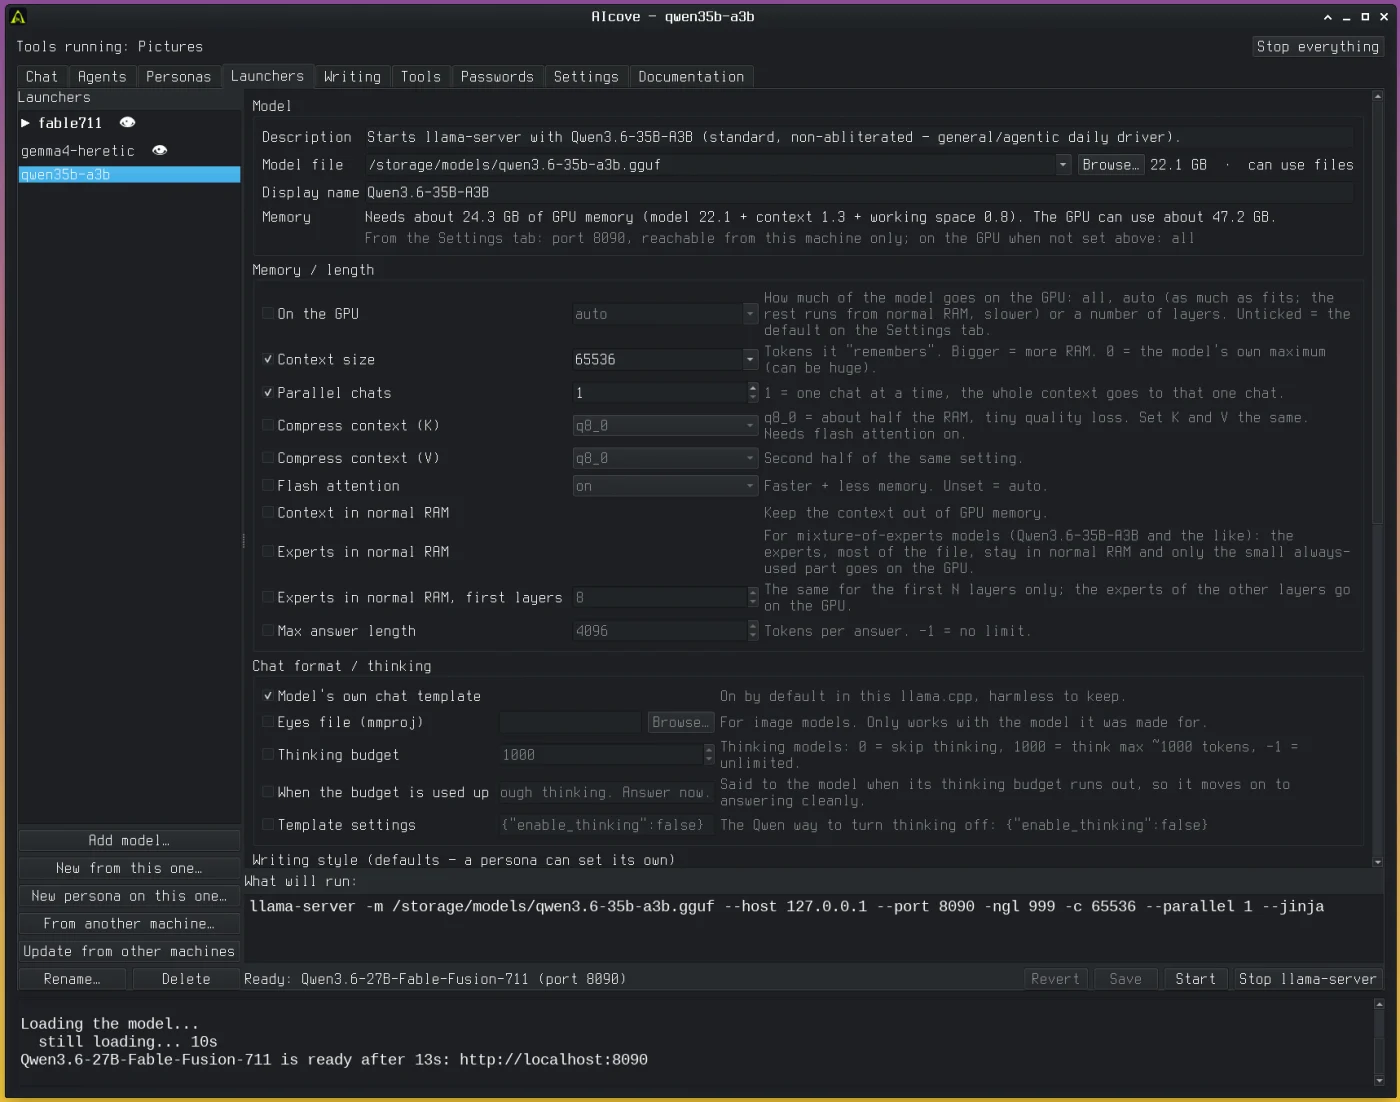 AIcove - qwen35b-a3b
Tools running: Pictures
Stop everything
Chat
Agents
Personas
Launchers
Writing
Tools
Passwords
Settings
Documentation
Launchers
▶ fable711
gemma4-heretic
qwen35b-a3b
Add model…
New from this one…
New persona on this one…
From another machine…
Update from other machines
Rename…
Delete
Model
Description Starts llama-server with Qwen3.6-35B-A3B (standard, non-abliterated - general/agentic daily driver).
Model file /storage/models/qwen3.6-35b-a3b.gguf Browse… 22.1 GB · can use files
Display name Qwen3.6-35B-A3B
Memory Needs about 24.3 GB of GPU memory (model 22.1 + context 1.3 + working space 0.8). The GPU can use about 47.2 GB.
From the Settings tab: port 8090, reachable from this machine only; on the GPU when not set above: all
Memory / length
On the GPU auto
How much of the model goes on the GPU: all, auto (as much as fits; the
rest runs from normal RAM, slower) or a number of layers. Unticked = the
default on the Settings tab.
Context size 65536
Tokens it "remembers". Bigger = more RAM. 0 = the model's own maximum
(can be huge).
Parallel chats 1 1 = one chat at a time, the whole context goes to that one chat.
Compress context (K) q8_0
q8_0 = about half the RAM, tiny quality loss. Set K and V the same.
Needs flash attention on.
Compress context (V) q8_0 Second half of the same setting.
Flash attention on Faster + less memory. Unset = auto.
Context in normal RAM Keep the context out of GPU memory.
Experts in normal RAM
For mixture-of-experts models (Qwen3.6-35B-A3B and the like): the
experts, most of the file, stay in normal RAM and only the small always-
used part goes on the GPU.
Experts in normal RAM, first layers 8
The same for the first N layers only; the experts of the other layers go
on the GPU.
Max answer length 4096 Tokens per answer. -1 = no limit.
Chat format / thinking
Model's own chat template On by default in this llama.cpp, harmless to keep.
Eyes file (mmproj) Browse… For image models. Only works with the model it was made for.
Thinking budget 1000
Thinking models: 0 = skip thinking, 1000 = think max ~1000 tokens, -1 =
unlimited.
When the budget is used up ough thinking. Answer now.
Said to the model when its thinking budget runs out, so it moves on to
answering cleanly.
Template settings {"enable_thinking":false} The Qwen way to turn thinking off: {"enable_thinking":false}
Writing style (defaults - a persona can set its own)
What will run:
llama-server -m /storage/models/qwen3.6-35b-a3b.gguf --host 127.0.0.1 --port 8090 -ngl 999 -c 65536 --parallel 1 --jinja
Ready: Qwen3.6-27B-Fable-Fusion-711 (port 8090)
Revert
Save
Start
Stop llama-server
Loading the model...
still loading... 10s
Qwen3.6-27B-Fable-Fusion-711 is ready after 13s: http://localhost:8090